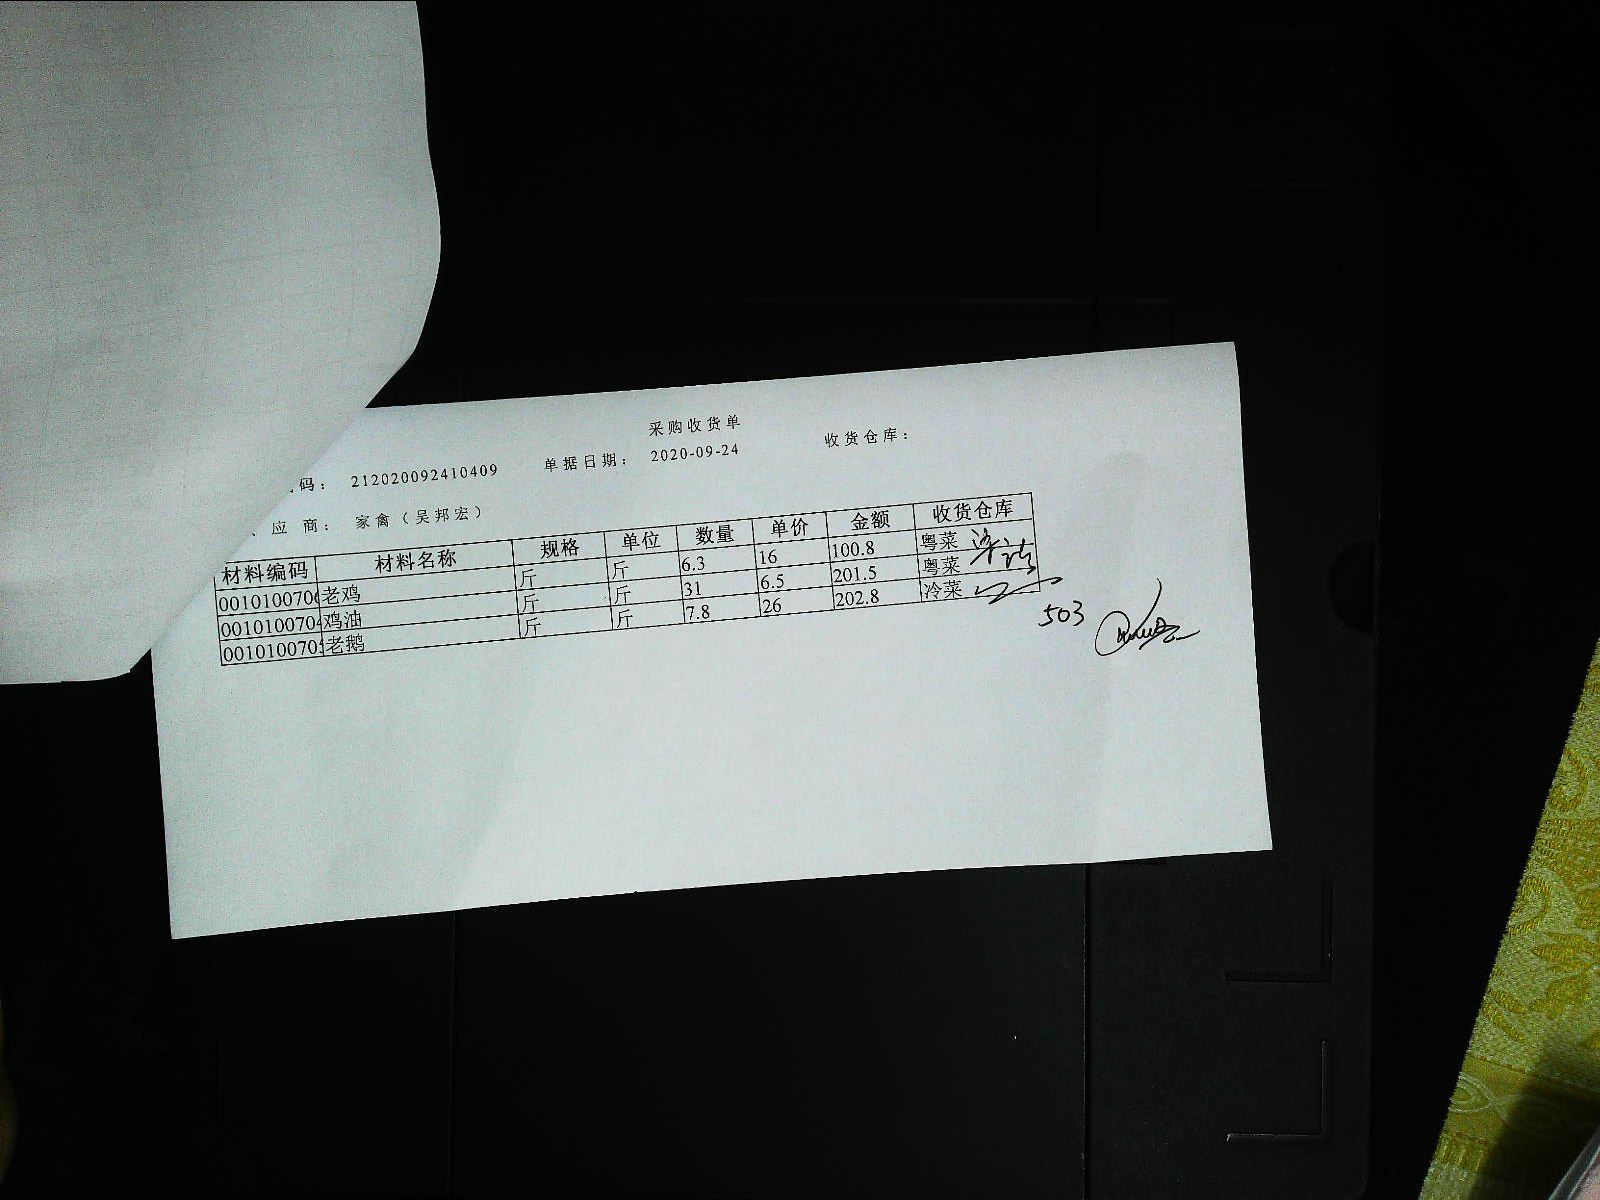 采购收货单
码： 212020092410409 单据日期： 2020-09-24 收货仓库：
应商： 家禽（吴邦宏）
材料编码 材料名称 规格 单位 数量 单价 金额 收货仓库
0010100706 老鸡 斤 斤 6.3 16 100.8 粤菜
0010100704 鸡油 斤 斤 31 6.5 201.5 粤菜
0010100705 老鹅 斤 斤 7.8 26 202.8 冷菜
503